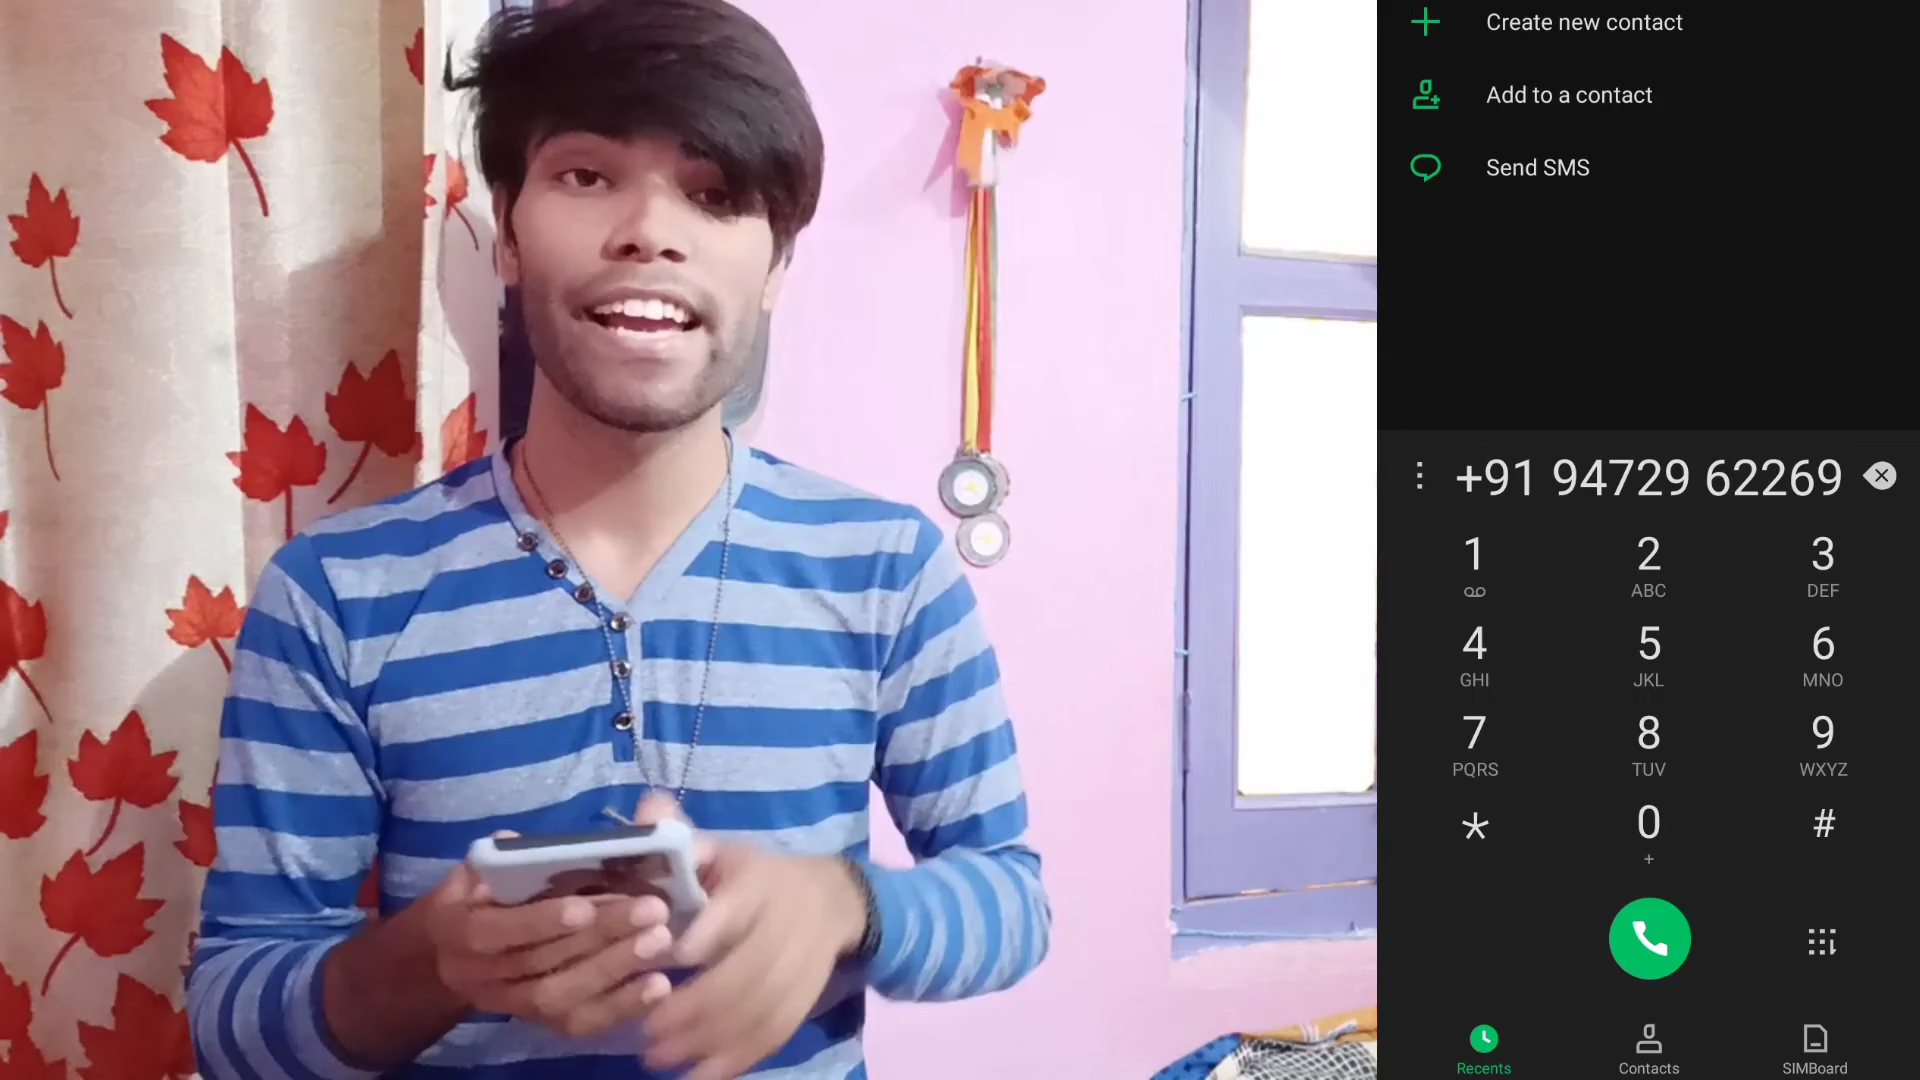 Create new contact
Add to a contact
Send SMS
+91 94729 62269
1 2 3
ABC DEF
4 5 6
GHI JKL MNO
7 8 9
PQRS TUV WXYZ
* 0 #
+
Recents Contacts SIMBoard